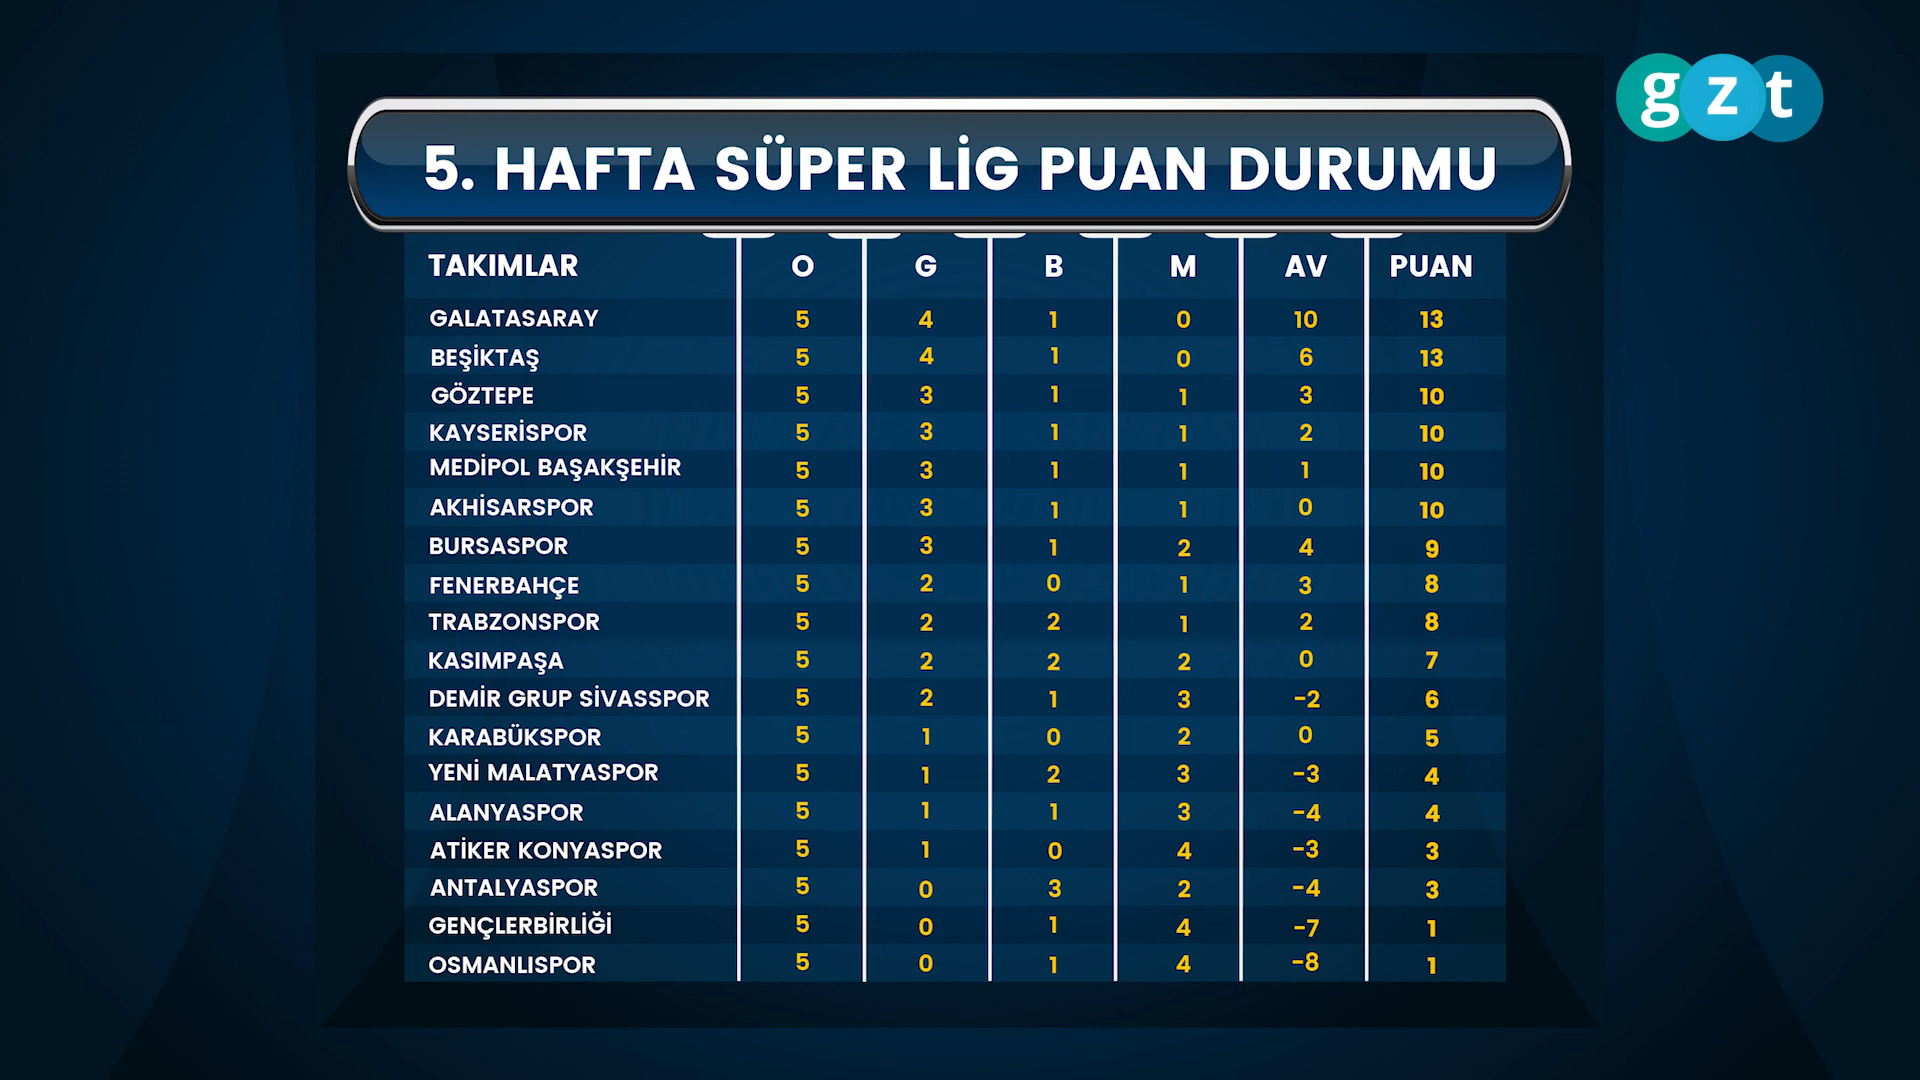 gzt
5. HAFTA SÜPER LİG PUAN DURUMU
TAKIMLAR O G B M AV PUAN
GALATASARAY 5 4 1 0 10 13
BEŞİKTAŞ 5 4 1 0 6 13
GÖZTEPE 5 3 1 1 3 10
KAYSERİSPOR 5 3 1 1 2 10
MEDİPOL BAŞAKŞEHİR 5 3 1 1 1 10
AKHİSARSPOR 5 3 1 1 0 10
BURSASPOR 5 3 1 2 4 9
FENERBAHÇE 5 2 0 1 3 8
TRABZONSPOR 5 2 2 1 2 8
KASIMPAŞA 5 2 2 2 0 7
DEMİR GRUP SİVASSPOR 5 2 1 3 -2 6
KARABÜKSPOR 5 1 0 2 0 5
YENİ MALATYASPOR 5 1 2 3 -3 4
ALANYASPOR 5 1 1 3 -4 4
ATİKER KONYASPOR 5 1 0 4 -3 3
ANTALYASPOR 5 0 3 2 -4 3
GENÇLERBİRLİĞİ 5 0 1 4 -7 1
OSMANLISPOR 5 0 1 4 -8 1